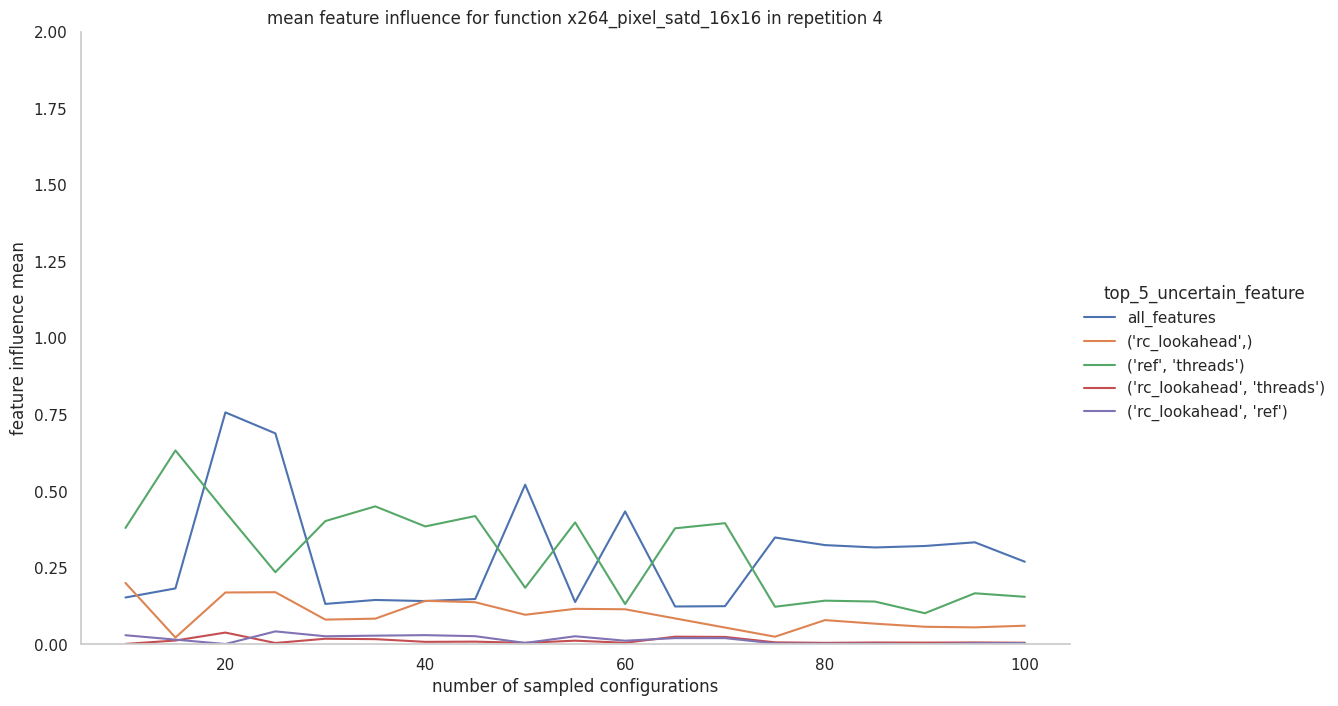 mean feature influence for function x264_pixel_satd_16x16 in repetition 4
2.00
1.75
1.50
1.25
1.00
0.75
0.50
0.25
0.00
feature influence mean
20
40
60
80
100
number of sampled configurations
top_5_uncertain_feature
all_features
('rc_lookahead',)
('ref', 'threads')
('rc_lookahead', 'threads')
('rc_lookahead', 'ref')